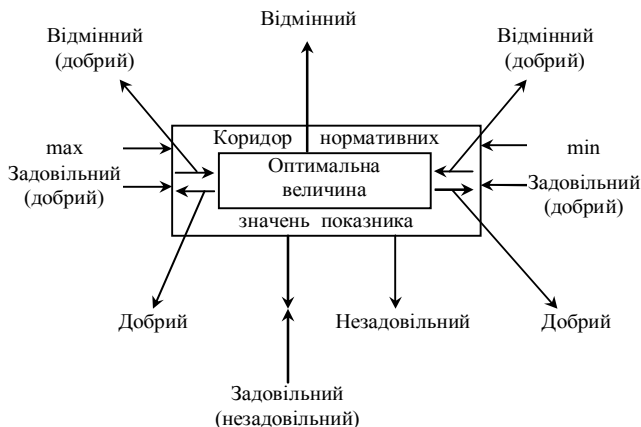 Відмінний
Відмінний
(добрий)
Відмінний
(добрий)
Коридор нормативних
max
min
Оптимальна
величина
Задовільний
(добрий)
Задовільний
(добрий)
значень показника
Добрий
Незадовільний
Добрий
Задовільний
(незадовільний)